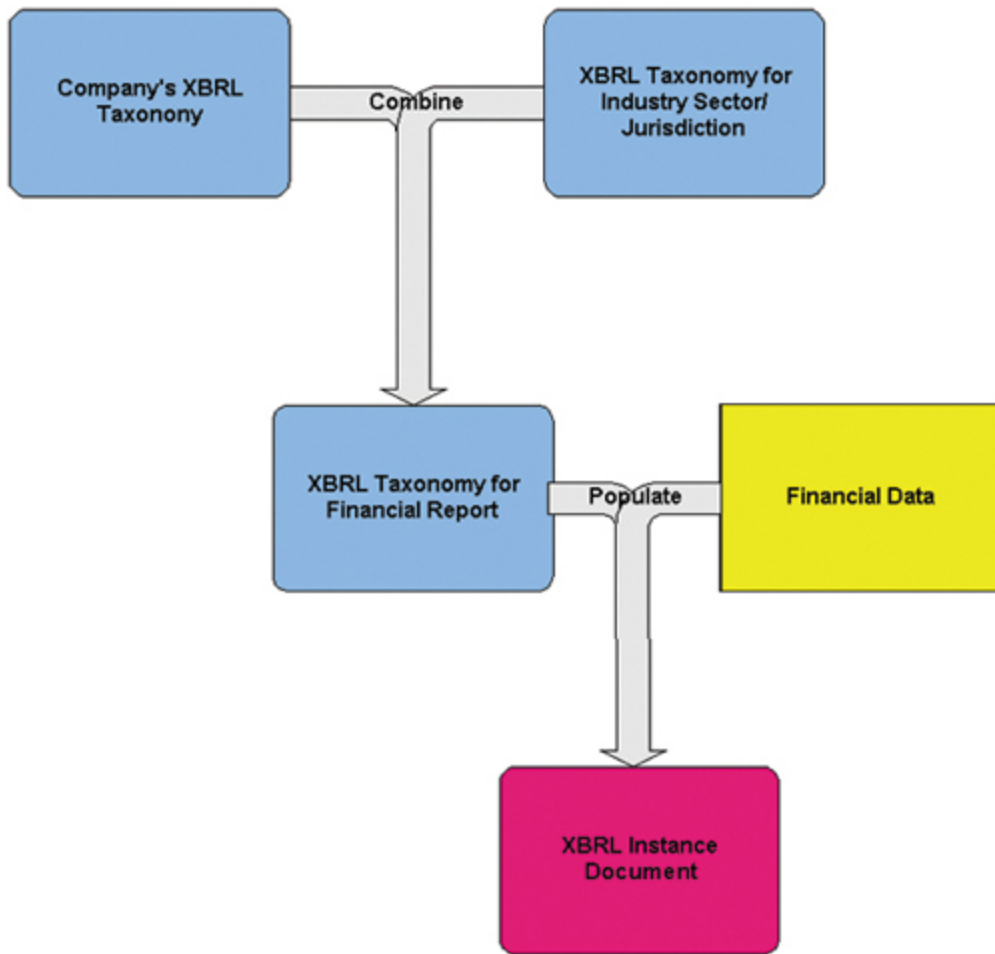 Company's XBRL
Taxonony
Combine
XBRL Taxonomy for
Industry Sector/
Jurisdiction
XBRL Taxonomy for
Financial Report
Populate
Financial Data
XBRL Instance
Document